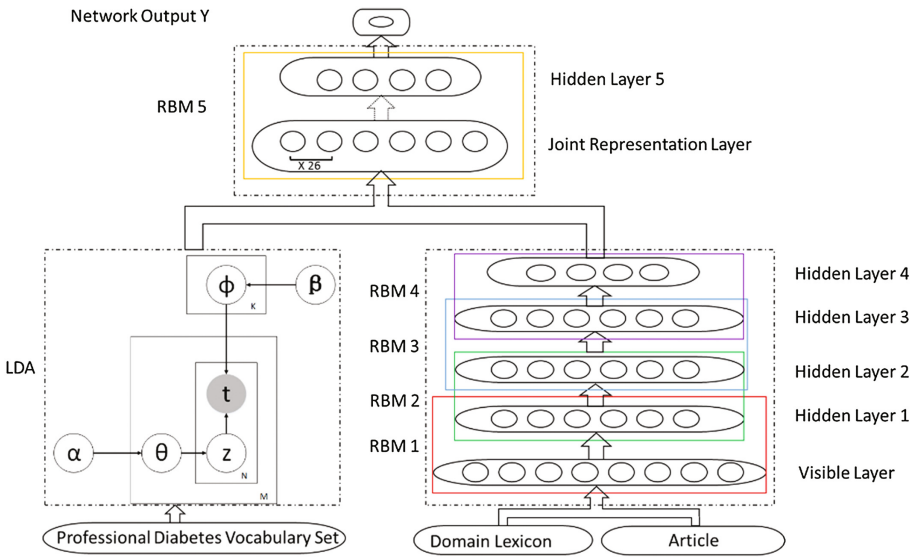 Network Output Y
Hidden Layer 5
RBM 5
Joint Representation Layer
X 26
LDA
ϕ
β
K
t
α
θ
z
N
M
Professional Diabetes Vocabulary Set
RBM 4
Hidden Layer 4
Hidden Layer 3
RBM 3
Hidden Layer 2
RBM 2
Hidden Layer 1
RBM 1
Visible Layer
Domain Lexicon
Article